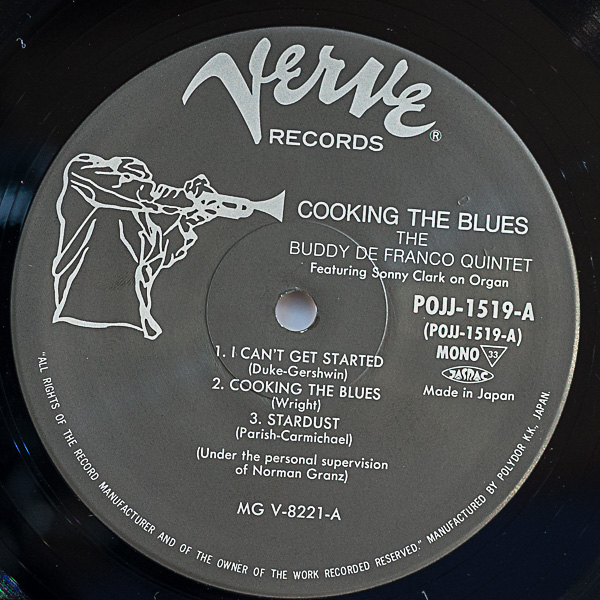 VERVE ®
RECORDS
COOKING THE BLUES
THE
BUDDY DE FRANCO QUINTET
Featuring Sonny Clark on Organ
POJJ-1519-A
(POJJ-1519-A)
MONO 33
JASRAC
Made in Japan
1. I CAN'T GET STARTED
(Duke-Gershwin)
2. COOKING THE BLUES
(Wright)
3. STARDUST
(Parish-Carmichael)
(Under the personal supervision
of Norman Granz)
MG V-8221-A
"ALL RIGHTS OF THE RECORD MANUFACTURER AND OF THE OWNER OF THE WORK RECORDED RESERVED." MANUFACTURED BY POLYDOR K.K., JAPAN.